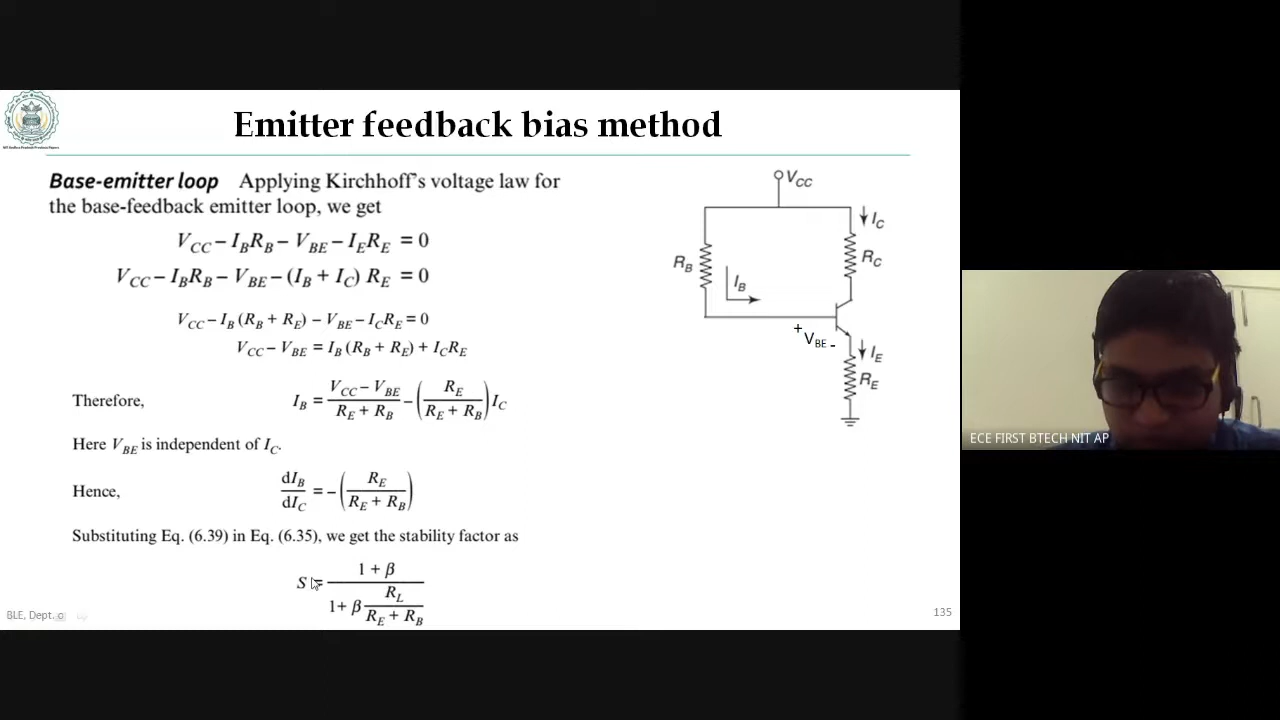 Emitter feedback bias method
Base-emitter loop Applying Kirchhoff's voltage law for
the base-feedback emitter loop, we get
V_CC − I_B R_B − V_BE − I_E R_E = 0
V_CC − I_B R_B − V_BE − (I_B + I_C) R_E = 0
V_CC − I_B (R_B + R_E) − V_BE − I_C R_E = 0
V_CC − V_BE = I_B (R_B + R_E) + I_C R_E
Therefore, I_B = (V_CC − V_BE)/(R_E + R_B) − (R_E/(R_E + R_B)) I_C
Here V_BE is independent of I_C.
Hence, dI_B/dI_C = −(R_E/(R_E + R_B))
Substituting Eq. (6.39) in Eq. (6.35), we get the stability factor as
S = (1 + β)/(1 + β R_L/(R_E + R_B))
V_CC
I_C
R_C
R_B
I_B
+
V_BE -
I_E
R_E
BLE, Dept. o
135
ECE FIRST BTECH NIT AP